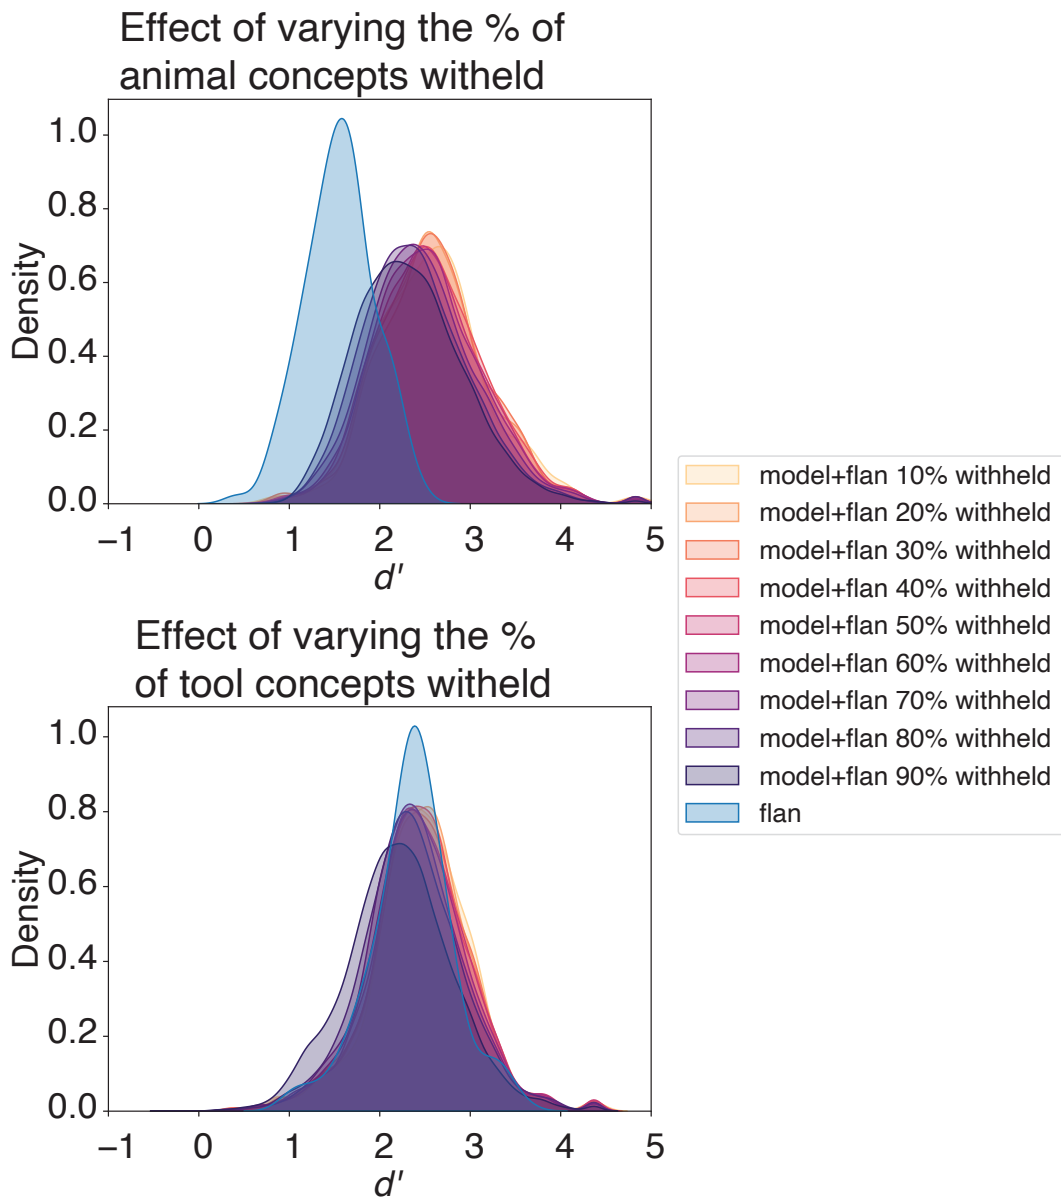 Effect of varying the % of
animal concepts witheld
1.0
0.8
0.6
0.4
0.2
0.0
Density
−1 0 1 2 3 4 5
d′
Effect of varying the %
of tool concepts witheld
1.0
0.8
0.6
0.4
0.2
0.0
Density
−1 0 1 2 3 4 5
d′
model+flan 10% withheld
model+flan 20% withheld
model+flan 30% withheld
model+flan 40% withheld
model+flan 50% withheld
model+flan 60% withheld
model+flan 70% withheld
model+flan 80% withheld
model+flan 90% withheld
flan